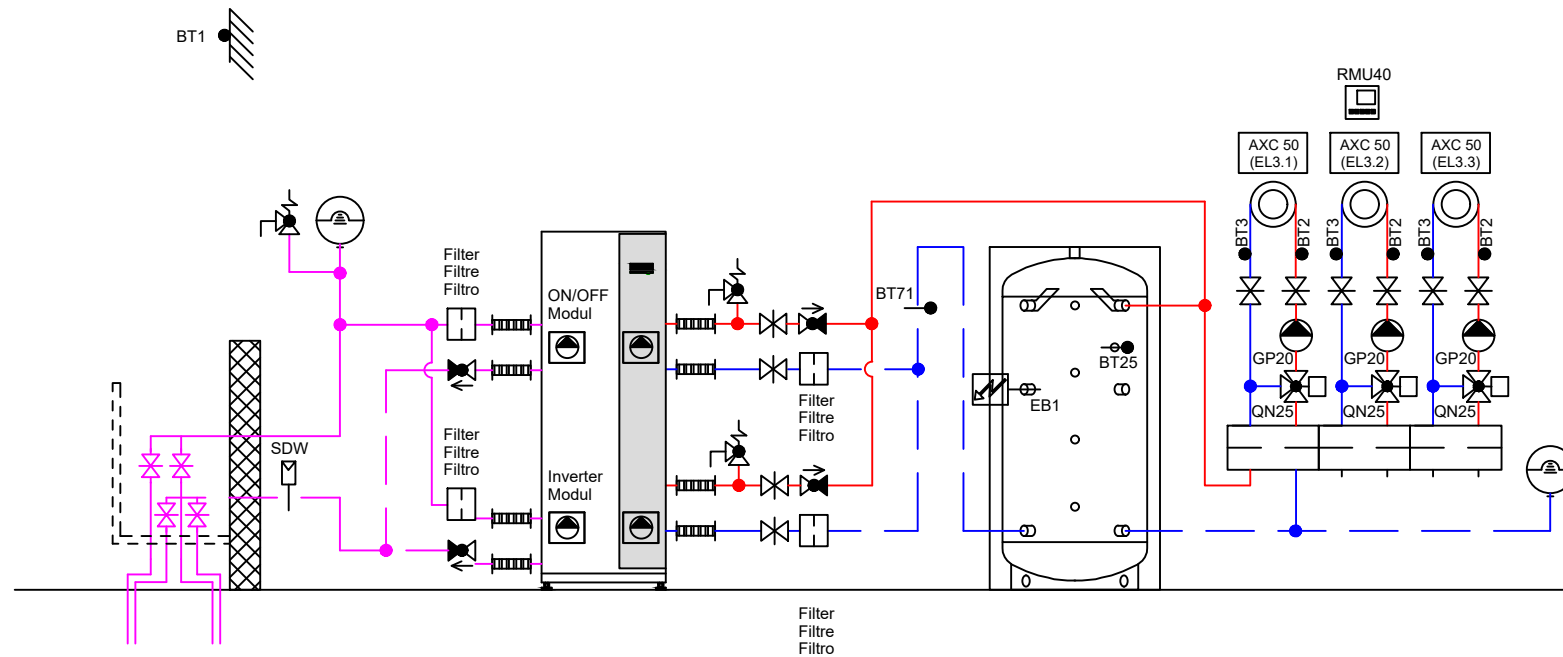 BT1
RMU40
AXC 50
(EL3.1)
AXC 50
(EL3.2)
AXC 50
(EL3.3)
BT3
BT2
BT3
BT2
BT3
BT2
Filter
Filtre
Filtro
ON/OFF
Modul
BT71
BT25
EB1
GP20
GP20
GP20
QN25
QN25
QN25
Filter
Filtre
Filtro
SDW
Filter
Filtre
Filtro
Inverter
Modul
Filter
Filtre
Filtro